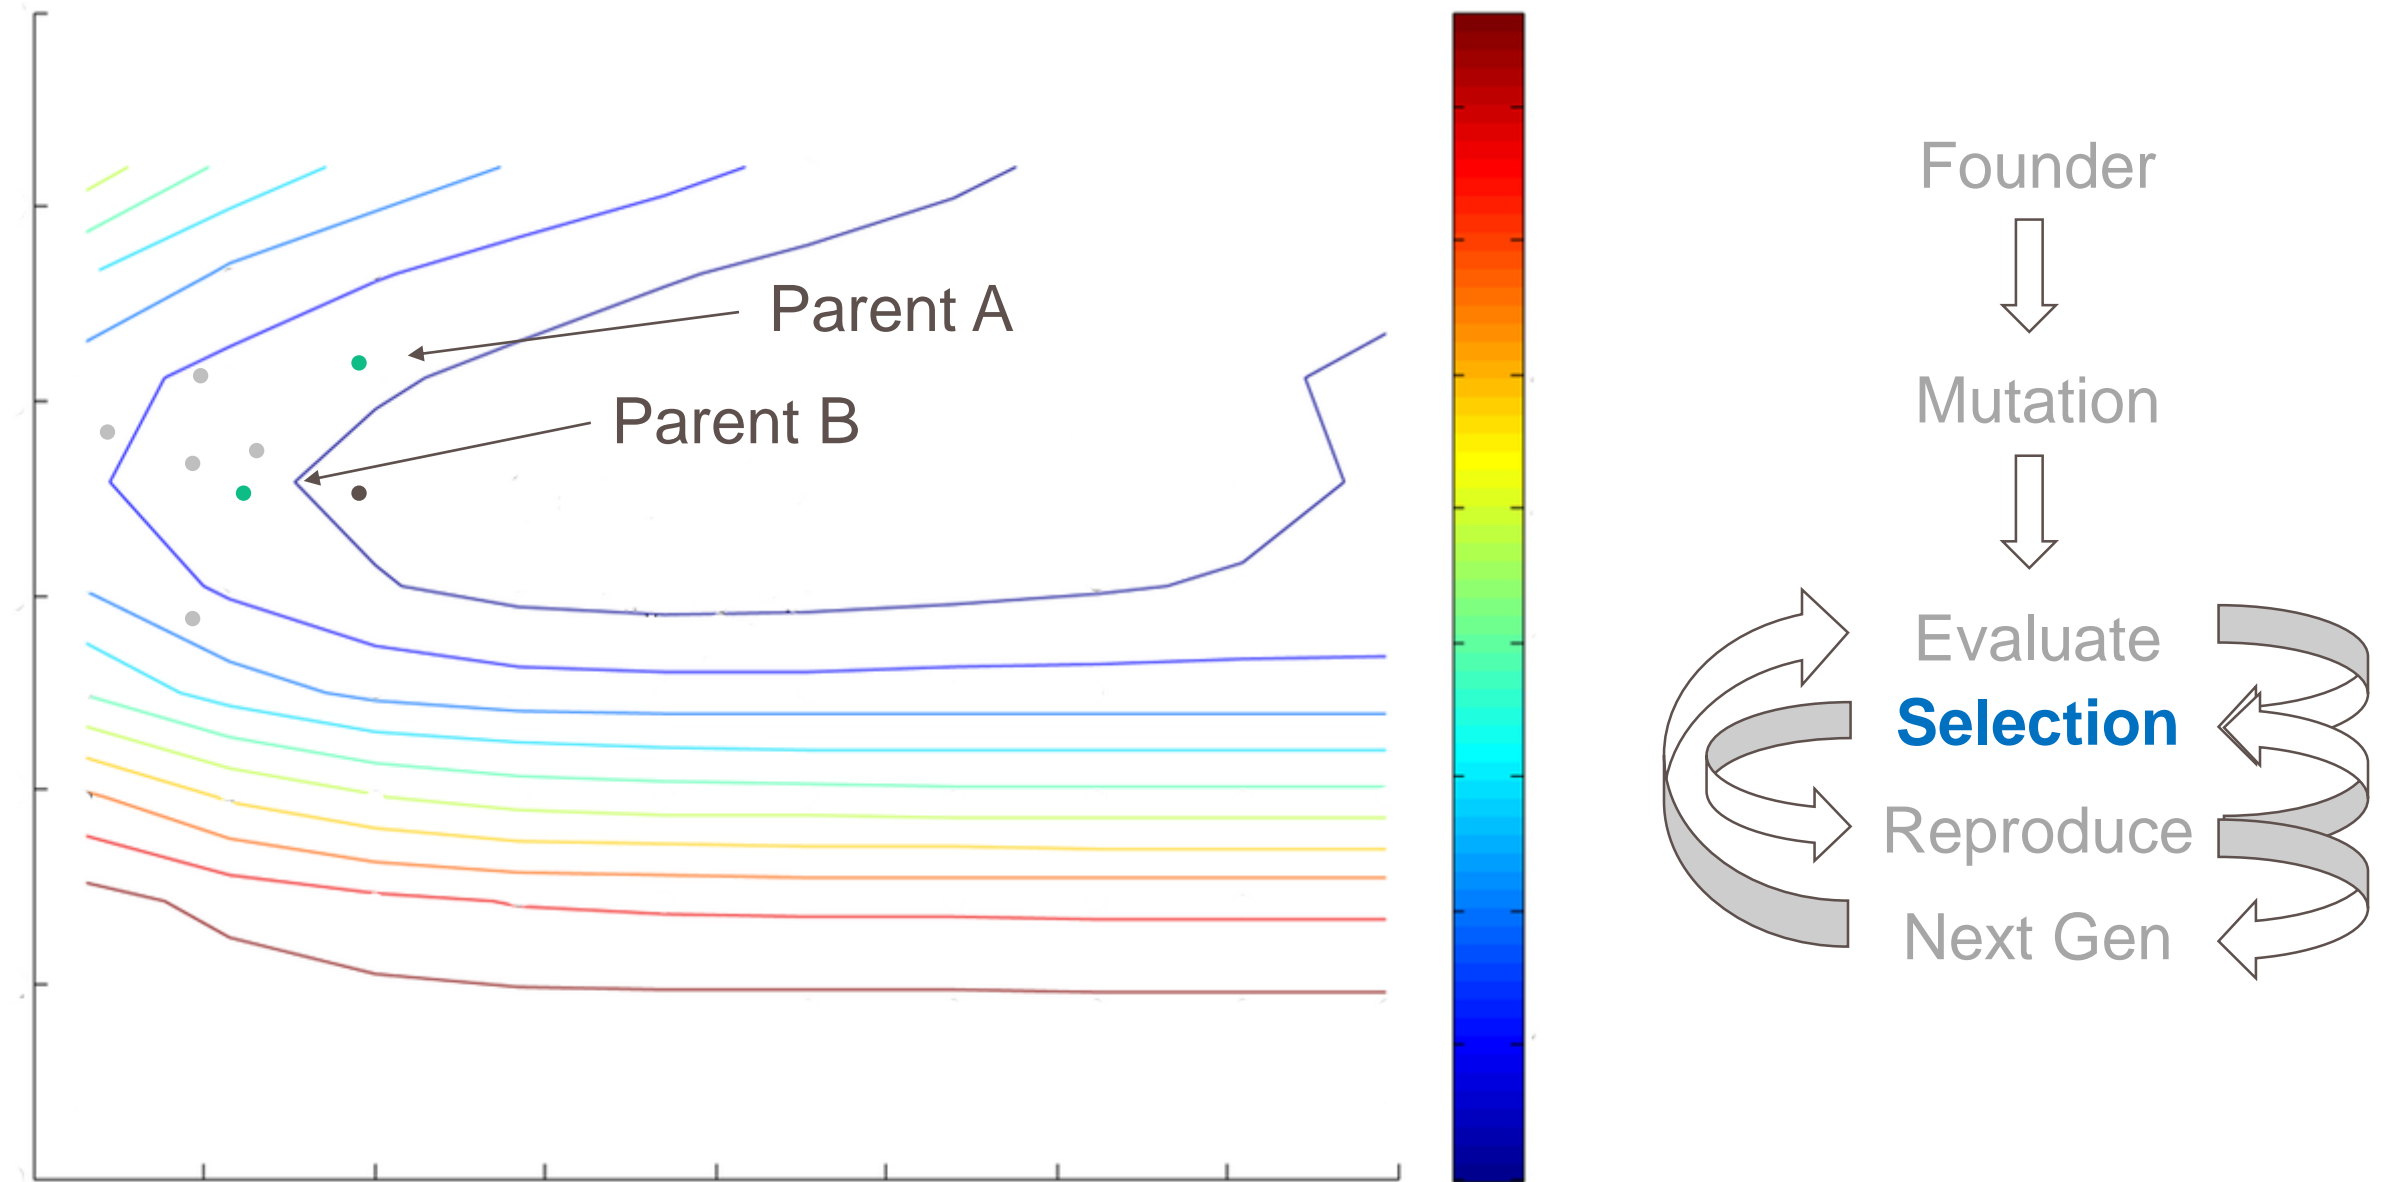 Parent A
Parent B
Founder
Mutation
Evaluate
Selection
Reproduce
Next Gen